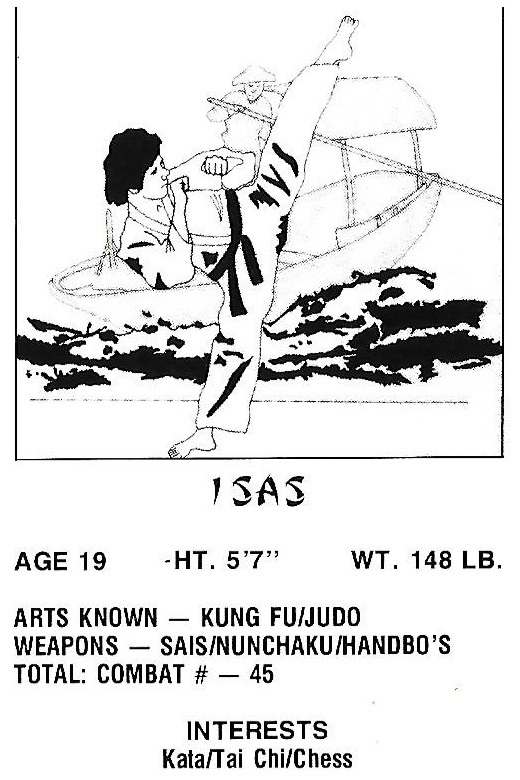 ISAS
AGE 19 -HT. 5'7" WT. 148 LB.
ARTS KNOWN — KUNG FU/JUDO
WEAPONS — SAIS/NUNCHAKU/HANDBO'S
TOTAL: COMBAT # — 45
INTERESTS
Kata/Tai Chi/Chess